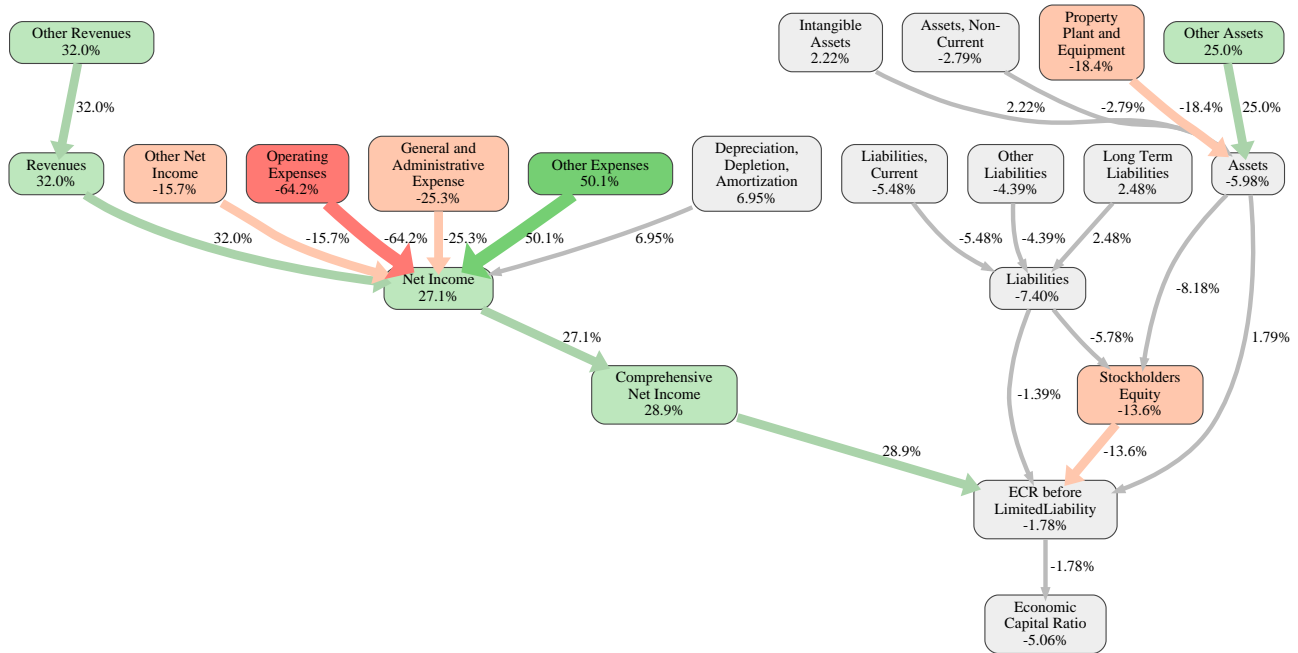 Other Revenues
32.0%
Intangible
Assets
2.22%
Assets, Non-
Current
-2.79%
Property
Plant and
Equipment
-18.4%
Other Assets
25.0%
32.0%
2.22%
-2.79%
-18.4%
25.0%
Revenues
32.0%
Other Net
Income
-15.7%
Operating
Expenses
-64.2%
General and
Administrative
Expense
-25.3%
Other Expenses
50.1%
Depreciation,
Depletion,
Amortization
6.95%
Liabilities,
Current
-5.48%
Other
Liabilities
-4.39%
Long Term
Liabilities
2.48%
Assets
-5.98%
32.0%
-15.7%
-64.2%
-25.3%
50.1%
6.95%
-5.48%
-4.39%
2.48%
Net Income
27.1%
Liabilities
-7.40%
-8.18%
27.1%
-5.78%
1.79%
Comprehensive
Net Income
28.9%
-1.39%
Stockholders
Equity
-13.6%
28.9%
-13.6%
ECR before
LimitedLiability
-1.78%
-1.78%
Economic
Capital Ratio
-5.06%